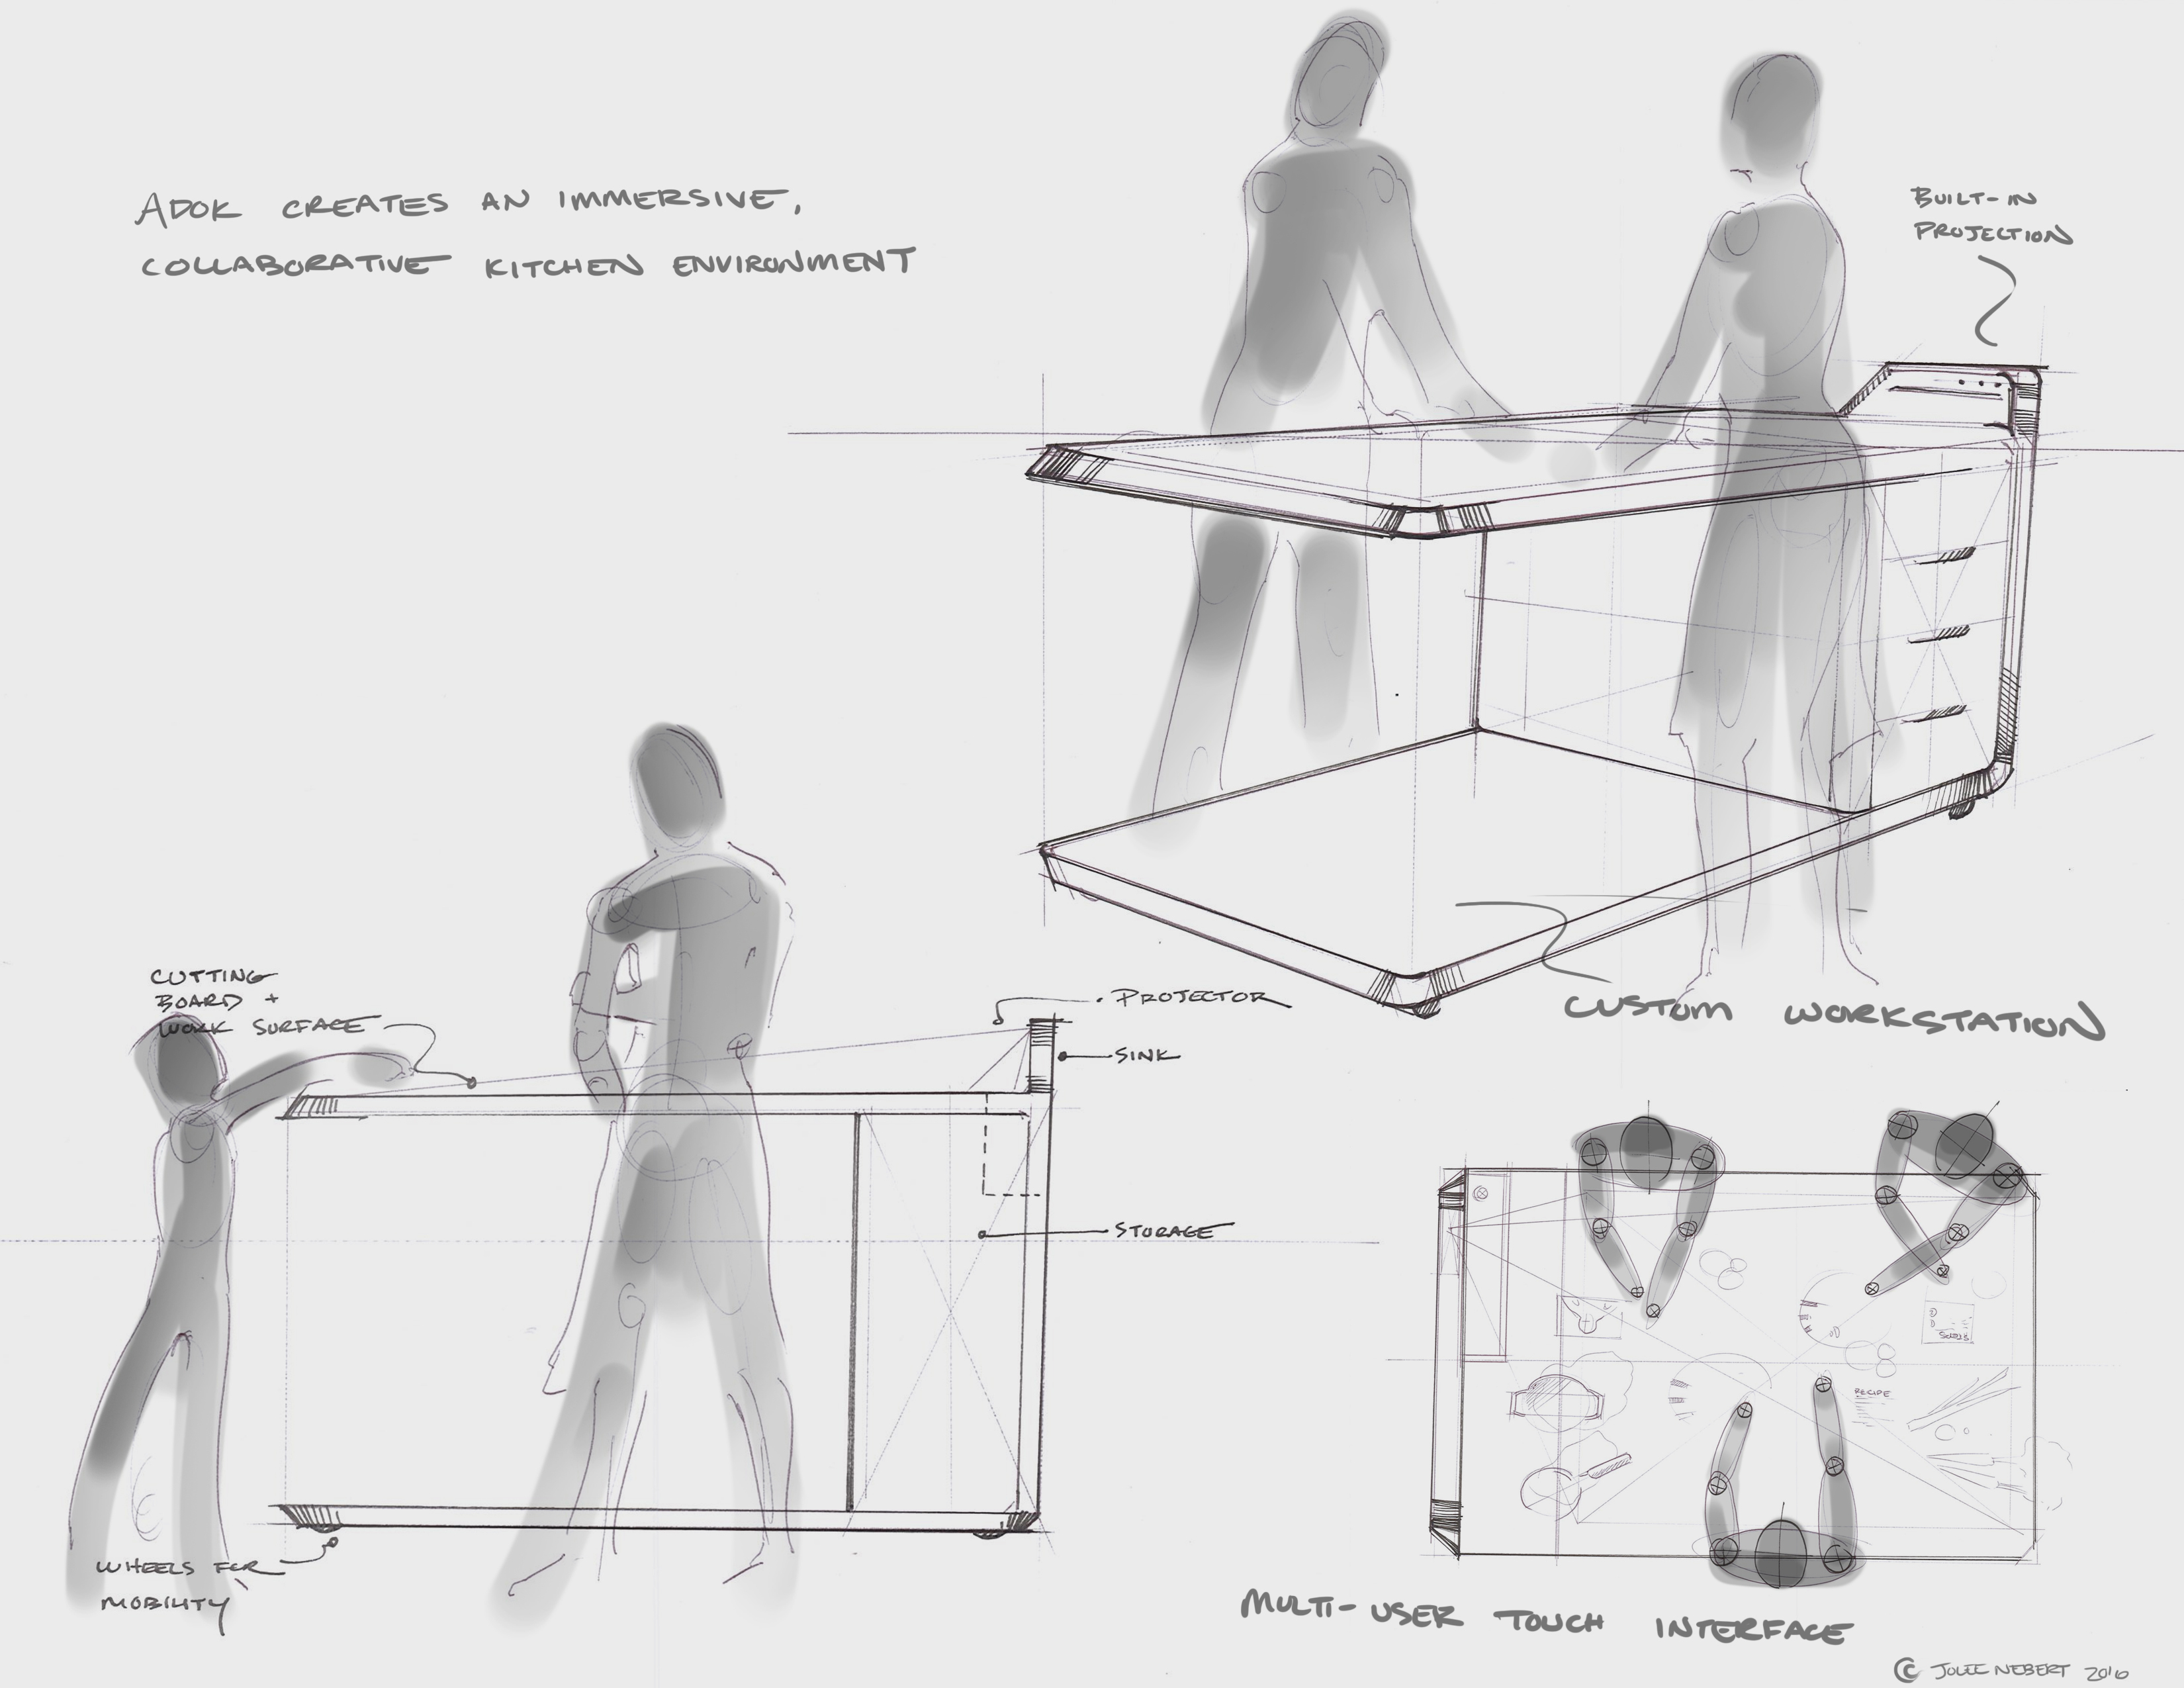 ADOK CREATES AN IMMERSIVE,
COLLABORATIVE KITCHEN ENVIRONMENT
BUILT-IN
PROJECTION
CUSTOM WORKSTATION
CUTTING
BOARD +
WORK SURFACE
PROJECTOR
SINK
STORAGE
WHEELS FOR
MOBILITY
RECIPE
MULTI-USER TOUCH INTERFACE
© JOLIE NEBERT 2016